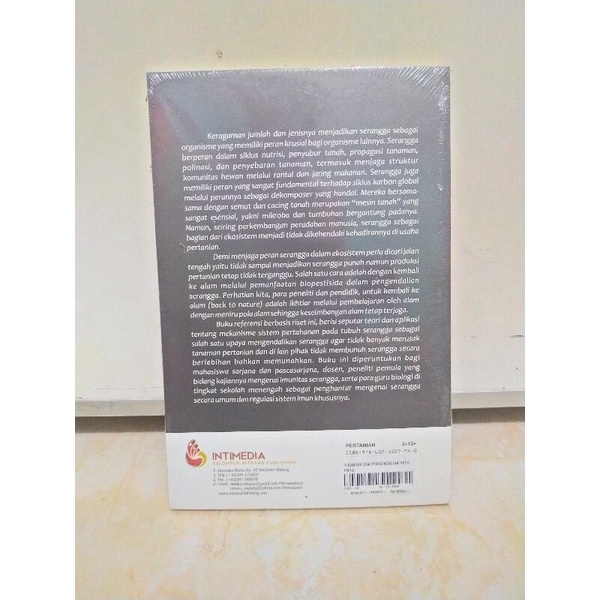 Keragaman jumlah dan jenisnya menjadikan serangga sebagai
organisme yang memiliki peran krusial bagi organisme lainnya. Serangga
berperan dalam siklus nutrisi, penyubur tanah, propagasi tanaman,
polinasi, dan penyebaran tanaman, termasuk menjaga struktur
komunitas hewan melalui rantai dan jaring makanan. Serangga juga
memiliki peran yang sangat fundamental terhadap siklus karbon global
melalui perannya sebagai dekomposer yang handal. Mereka bersama-
sama dengan semut dan cacing tanah merupakan "mesin tanah" yang
sangat esensial, yakni mikroba dan tumbuhan bergantung padanya.
Namun, seiring perkembangan peradaban manusia, serangga sebagai
bagian dari ekosistem menjadi tidak dikehendaki kehadirannya di usaha
pertanian.
Demi menjaga peran serangga dalam ekosistem perlu dicari jalan
tengah yaitu tidak sampai menjadikan serangga punah namun produksi
pertanian tetap tidak terganggu. Salah satu cara adalah dengan kembali
ke alam melalui pemanfaatan biopestisida dalam pengendalian
serangga. Perhatian kita, para peneliti dan pendidik, untuk kembali ke
alam (back to nature) adalah ikhtiar melalui pembelajaran oleh alam
dengan meniru pola alam sehingga keseimbangan alam tetap terjaga.
Buku referensi berbasis riset ini, berisi seputar teori dan aplikasi
tentang mekanisme sistem pertahanan pada tubuh serangga sebagai
salah satu upaya mengendalikan serangga agar tidak banyak merusak
tanaman pertanian dan di lain pihak tidak membunuh serangga secara
berlebihan bahkan memunahkan. Buku ini diperuntukan bagi
mahasiswa sarjana dan pascasarjana, dosen, peneliti pemula yang
bidang kajiannya mengenai imunitas serangga, serta para guru biologi di
tingkat sekolah menengah sebagai penghantar mengenai serangga
secara umum dan regulasi sistem imun khususnya.
INTIMEDIA
PERTANIAN